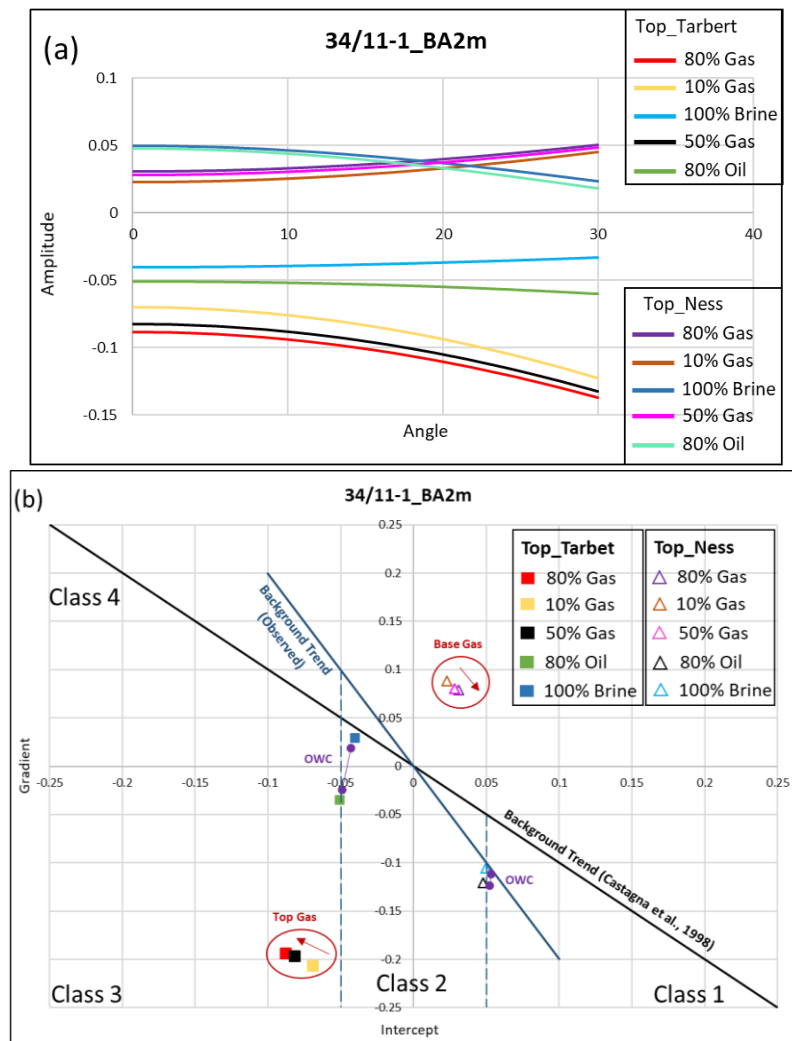 (a)
34/11-1_BA2m
Top_Tarbert
80% Gas
10% Gas
100% Brine
50% Gas
80% Oil
0.1
0.05
0
-0.05
-0.1
-0.15
0
10
20
30
40
Amplitude
Angle
Top_Ness
80% Gas
10% Gas
100% Brine
50% Gas
80% Oil
(b)
34/11-1_BA2m
0.25
0.2
0.15
0.1
0.05
0
-0.05
-0.1
-0.15
-0.2
-0.25
-0.25
-0.2
-0.15
-0.1
-0.05
0
0.05
0.1
0.15
0.2
0.25
Class 4
Background Trend
(Observed)
Base Gas
Top_Tarbet
80% Gas
10% Gas
50% Gas
80% Oil
100% Brine
Top_Ness
80% Gas
10% Gas
50% Gas
80% Oil
100% Brine
Gradient
OWC
Background Trend (Castagna et al., 1998)
OWC
Top Gas
Class 3
Class 2
Class 1
Intercept